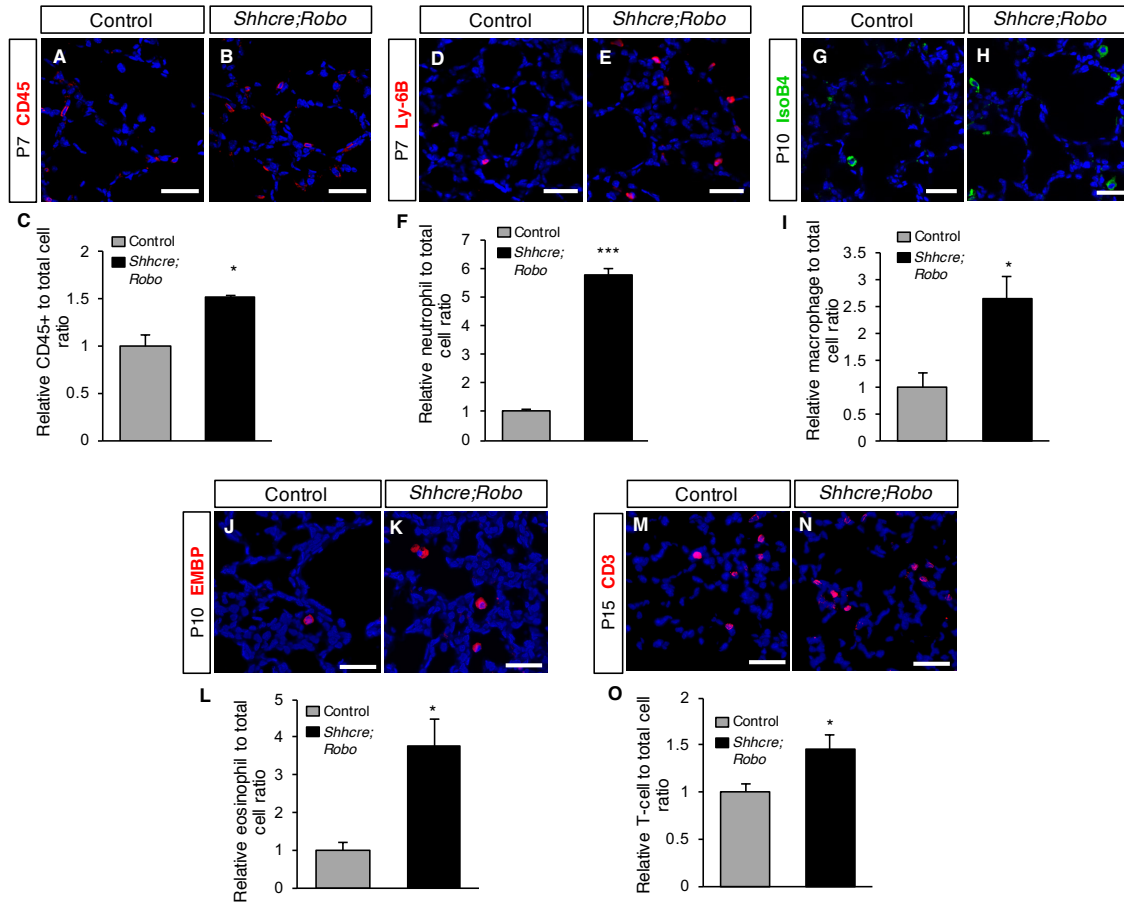 Control
Shhcre;Robo
Control
Shhcre;Robo
Control
Shhcre;Robo
P7 CD45
A
B
P7 Ly-6B
D
E
P10 IsoB4
G
H
C
Relative CD45+ to total cell
ratio
2
1.5
1
0.5
0
Control
Shhcre;
Robo
*
F
Relative neutrophil to total
cell ratio
7
6
5
4
3
2
1
0
Control
Shhcre;
Robo
***
I
Relative macrophage to total
cell ratio
3.5
3
2.5
2
1.5
1
0.5
0
Control
Shhcre;
Robo
*
Control
Shhcre;Robo
Control
Shhcre;Robo
P10 EMBP
J
K
P15 CD3
M
N
L
Relative eosinophil to total
cell ratio
5
4
3
2
1
0
Control
Shhcre;
Robo
*
O
Relative T-cell to total cell
ratio
2
1.5
1
0.5
0
Control
Shhcre;
Robo
*